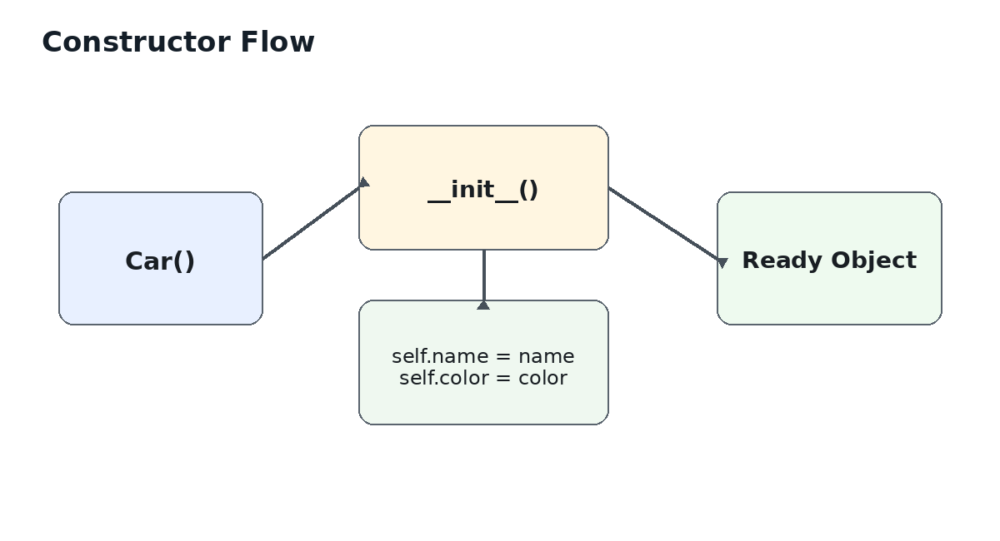 Constructor Flow
__init__()
Car()
Ready Object
self.name = name
self.color = color